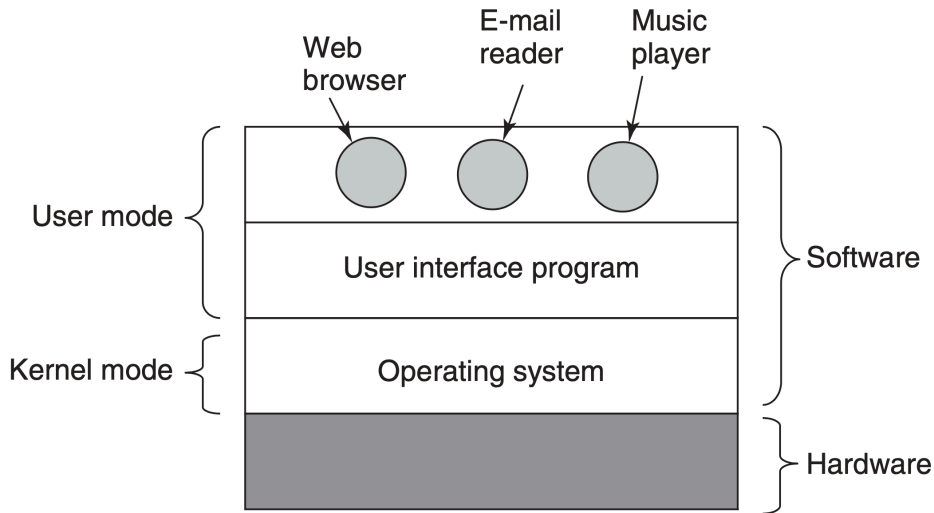 Web
browser
E-mail
reader
Music
player
User mode
User interface program
Software
Kernel mode
Operating system
Hardware